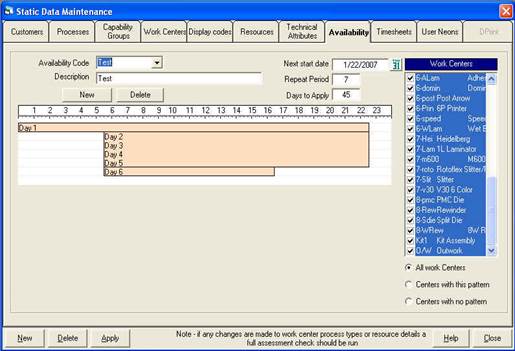 Static Data Maintenance
Customers
Processes
Capability Groups
Work Centers
Display codes
Resources
Technical Attributes
Availability
Timesheets
User Neons
DPrint
Availability Code Test
Description Test
New Delete
Next start date 1/22/2007
Repeat Period 7
Days to Apply 45
1 2 3 4 5 6 7 8 9 10 11 12 13 14 15 16 17 18 19 20 21 22 23
Day 1
Day 2
Day 3
Day 4
Day 5
Day 6
Work Centers
6-ALam Adhe
6-domin Domin
6-post Post Arrow
6-Prin 6P Printer
6-speed Speed
6-WLam Wet E
7-Hei Heidelberg
7-Lam 1L Laminator
7-m600 M600
7-roto Rotoflex Slitter/
7-Slit Slitter
7-v30 V30 6 Color
8-pmc PMC Die
8-Rew Rewinder
8-Sdie Split Die
8-WRew 8W R
Kit1 Kit Assembly
O/W Outwork
All work Centers
Centers with this pattern
Centers with no pattern
New Delete Apply
Note - if any changes are made to work center process types or resource details a
full assessment check should be run
Help Close